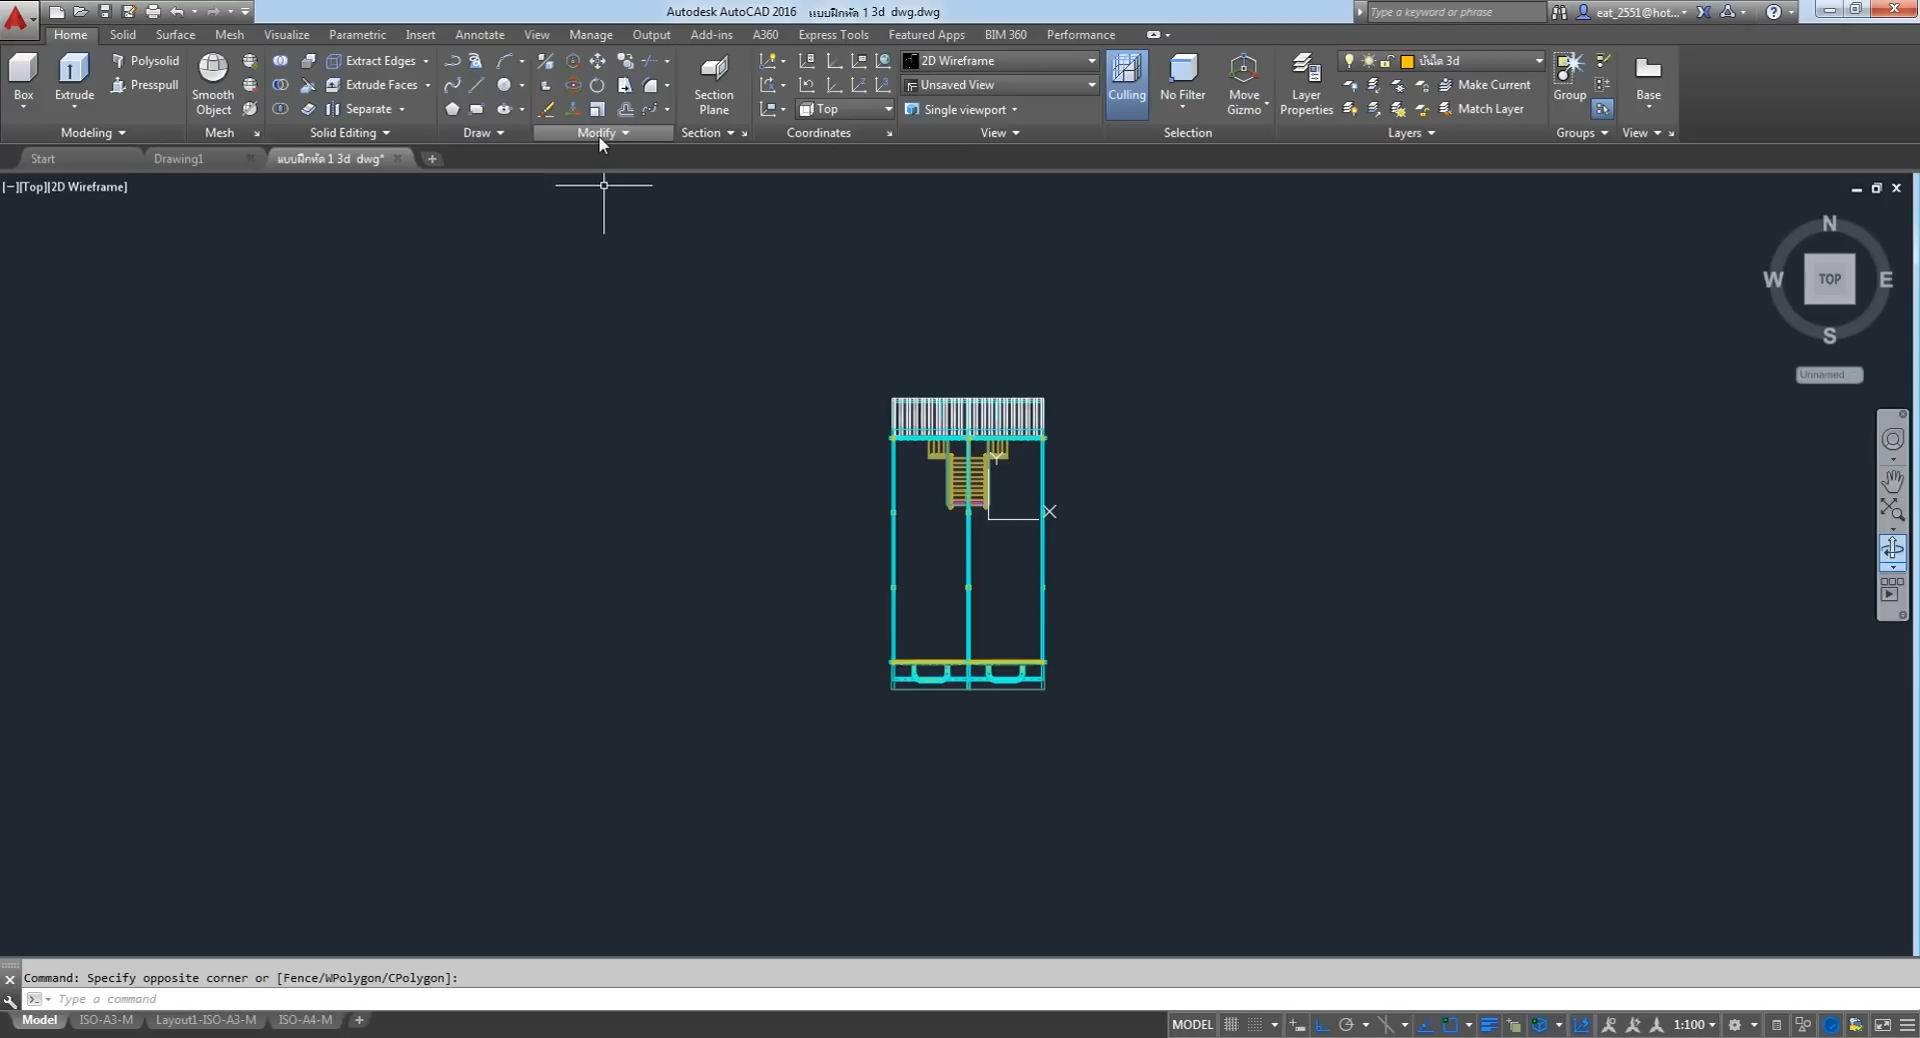 Autodesk AutoCAD 2016 แบบฝึกหัด 1 3d dwg.dwg
Type a keyword or phrase
eat_2551@hot...
Home Solid Surface Mesh Visualize Parametric Insert Annotate View Manage Output Add-ins A360 Express Tools Featured Apps BIM 360 Performance
Box
Extrude
Polysolid
Presspull
Smooth Object
Extract Edges
Extrude Faces
Separate
Section Plane
Top
2D Wireframe
Unsaved View
Single viewport
Culling
No Filter
Move Gizmo
Layer Properties
บันได 3d
Make Current
Match Layer
Group
Base
Modeling Mesh Solid Editing Draw Modify Section Coordinates View Selection Layers Groups View
Start Drawing1 แบบฝึกหัด 1 3d dwg*
[−][Top][2D Wireframe]
N
W TOP E
S
Unnamed
Y
X
Command: Specify opposite corner or [Fence/WPolygon/CPolygon]:
Type a command
Model ISO-A3-M Layout1-ISO-A3-M ISO-A4-M
MODEL 1:100